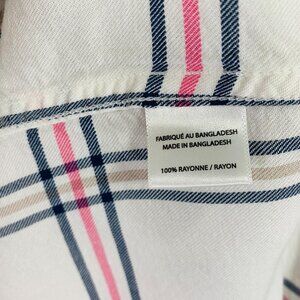 FABRIQUÉ AU BANGLADESH
MADE IN BANGLADESH
100% RAYONNE / RAYON